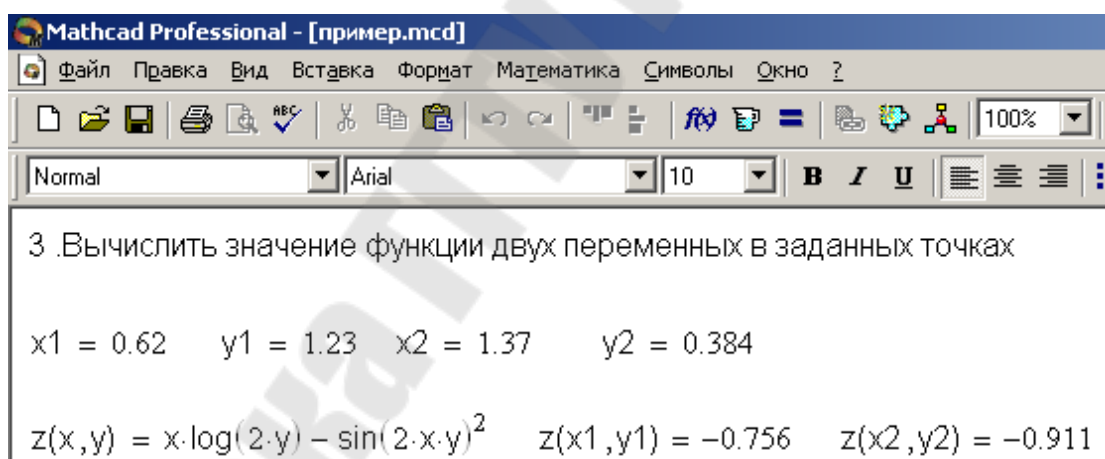 Mathcad Professional - [пример.mcd]
Файл Правка Вид Вставка Формат Математика Символы Окно ?
ABC f(x) = 100%
Normal Arial 10 B I U
3 .Вычислить значение функции двух переменных в заданных точках
x1 = 0.62 y1 = 1.23 x2 = 1.37 y2 = 0.384
z(x,y) = x·log(2·y) – sin(2·x·y)² z(x1,y1) = –0.756 z(x2,y2) = –0.911